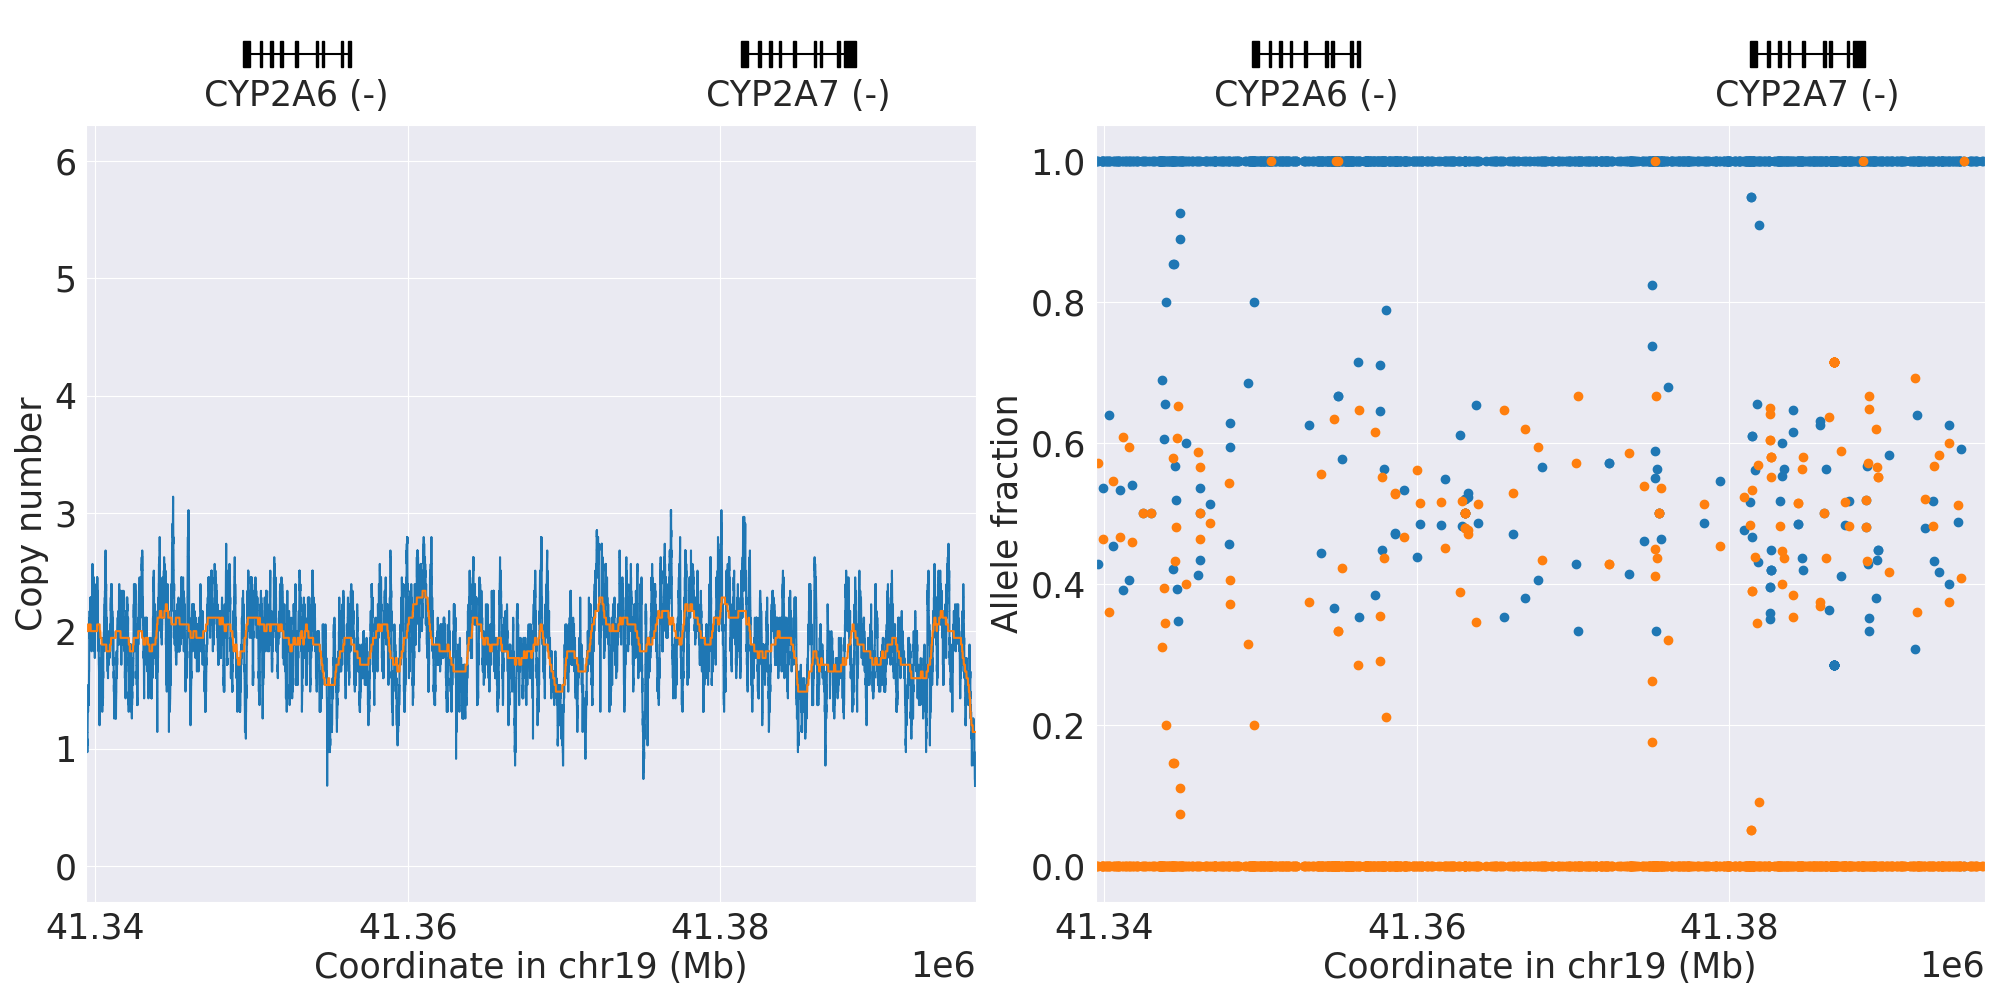 CYP2A6 (-)
CYP2A7 (-)
6
5
4
3
2
1
0
Copy number
41.34
41.36
41.38
Coordinate in chr19 (Mb)
1e6
CYP2A6 (-)
CYP2A7 (-)
1.0
0.8
0.6
0.4
0.2
0.0
Allele fraction
41.34
41.36
41.38
Coordinate in chr19 (Mb)
1e6